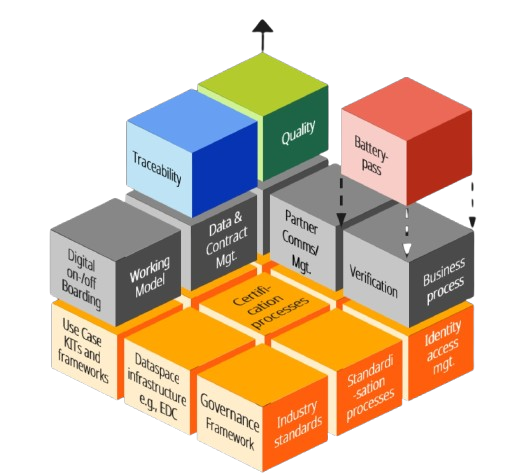 Quality
Traceability
Battery-
pass
Data &
Contract
Mgt.
Partner
Comms/
Mgt.
Digital
on-/off
Boarding
Working
Model
Verification
Business
process
Certifi-
cation
processes
Use Case
KITs and
frameworks
Dataspace
infrastructure
e.g., EDC
Governance
Framework
Industry
standards
Standardi
-sation
processes
Identity
access
mgt.